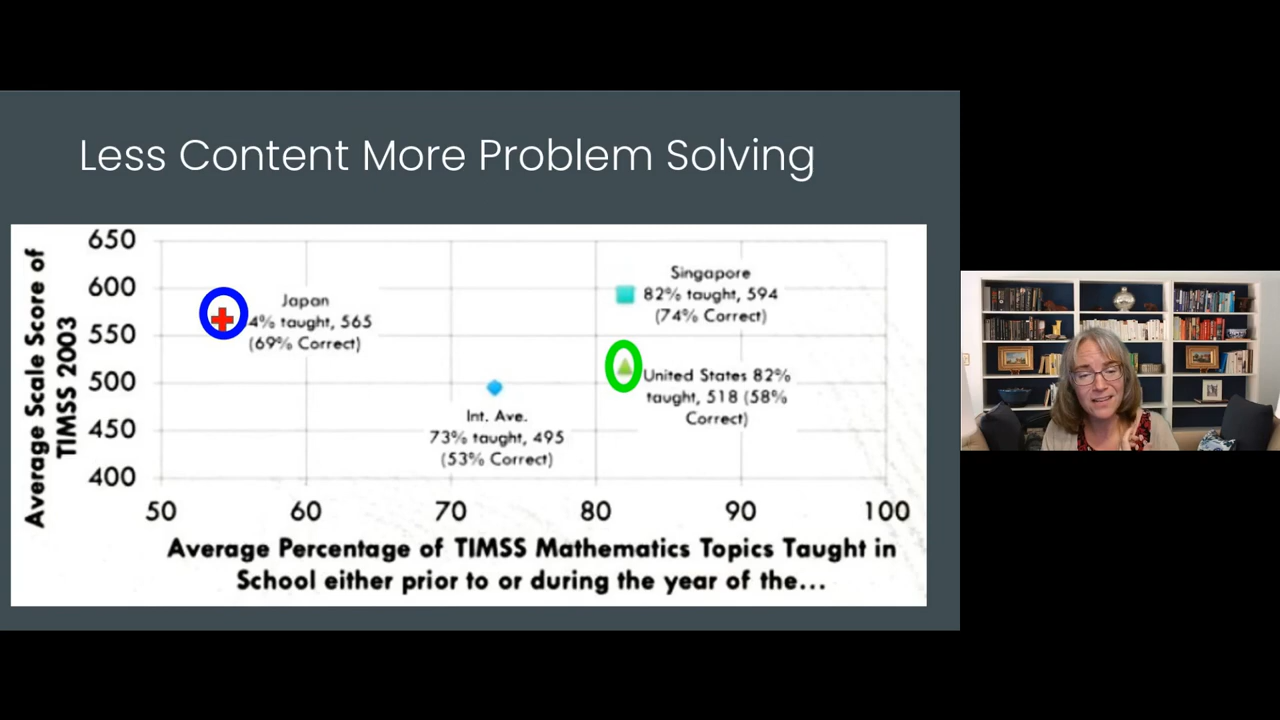 Less Content More Problem Solving
Average Scale Score of
TIMSS 2003
650
600
550
500
450
400
Japan
4% taught, 565
(69% Correct)
Singapore
82% taught, 594
(74% Correct)
United States 82%
taught, 518 (58%
Correct)
Int. Ave.
73% taught, 495
(53% Correct)
50 60 70 80 90 100
Average Percentage of TIMSS Mathematics Topics Taught in
School either prior to or during the year of the...